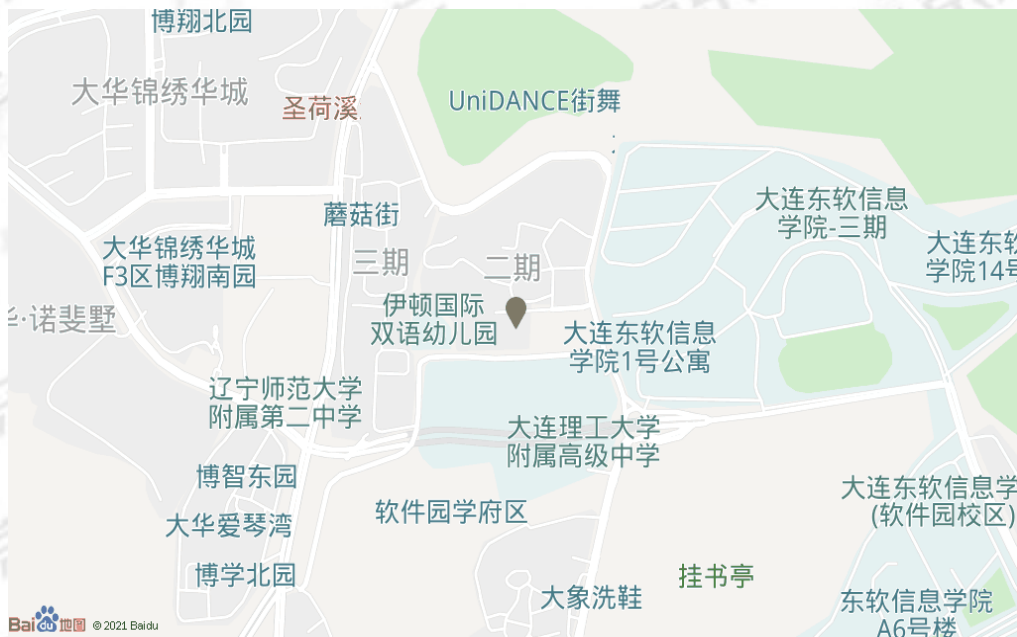 博翔北园
大华锦绣华城
圣荷溪
UniDANCE街舞
大连东软信息
学院-三期
蘑菇街
大连东软
学院14号
大华锦绣华城
F3区博翔南园
三期
二期
·诺斐墅
伊顿国际
双语幼儿园
大连东软信息
学院1号公寓
辽宁师范大学
附属第二中学
大连理工大学
附属高级中学
博智东园
大连东软信息学
(软件园校区)
软件园学府区
大华爱琴湾
博学北园
挂书亭
大象洗鞋
东软信息学院
A6号楼
Bai du 地图 © 2021 Baidu